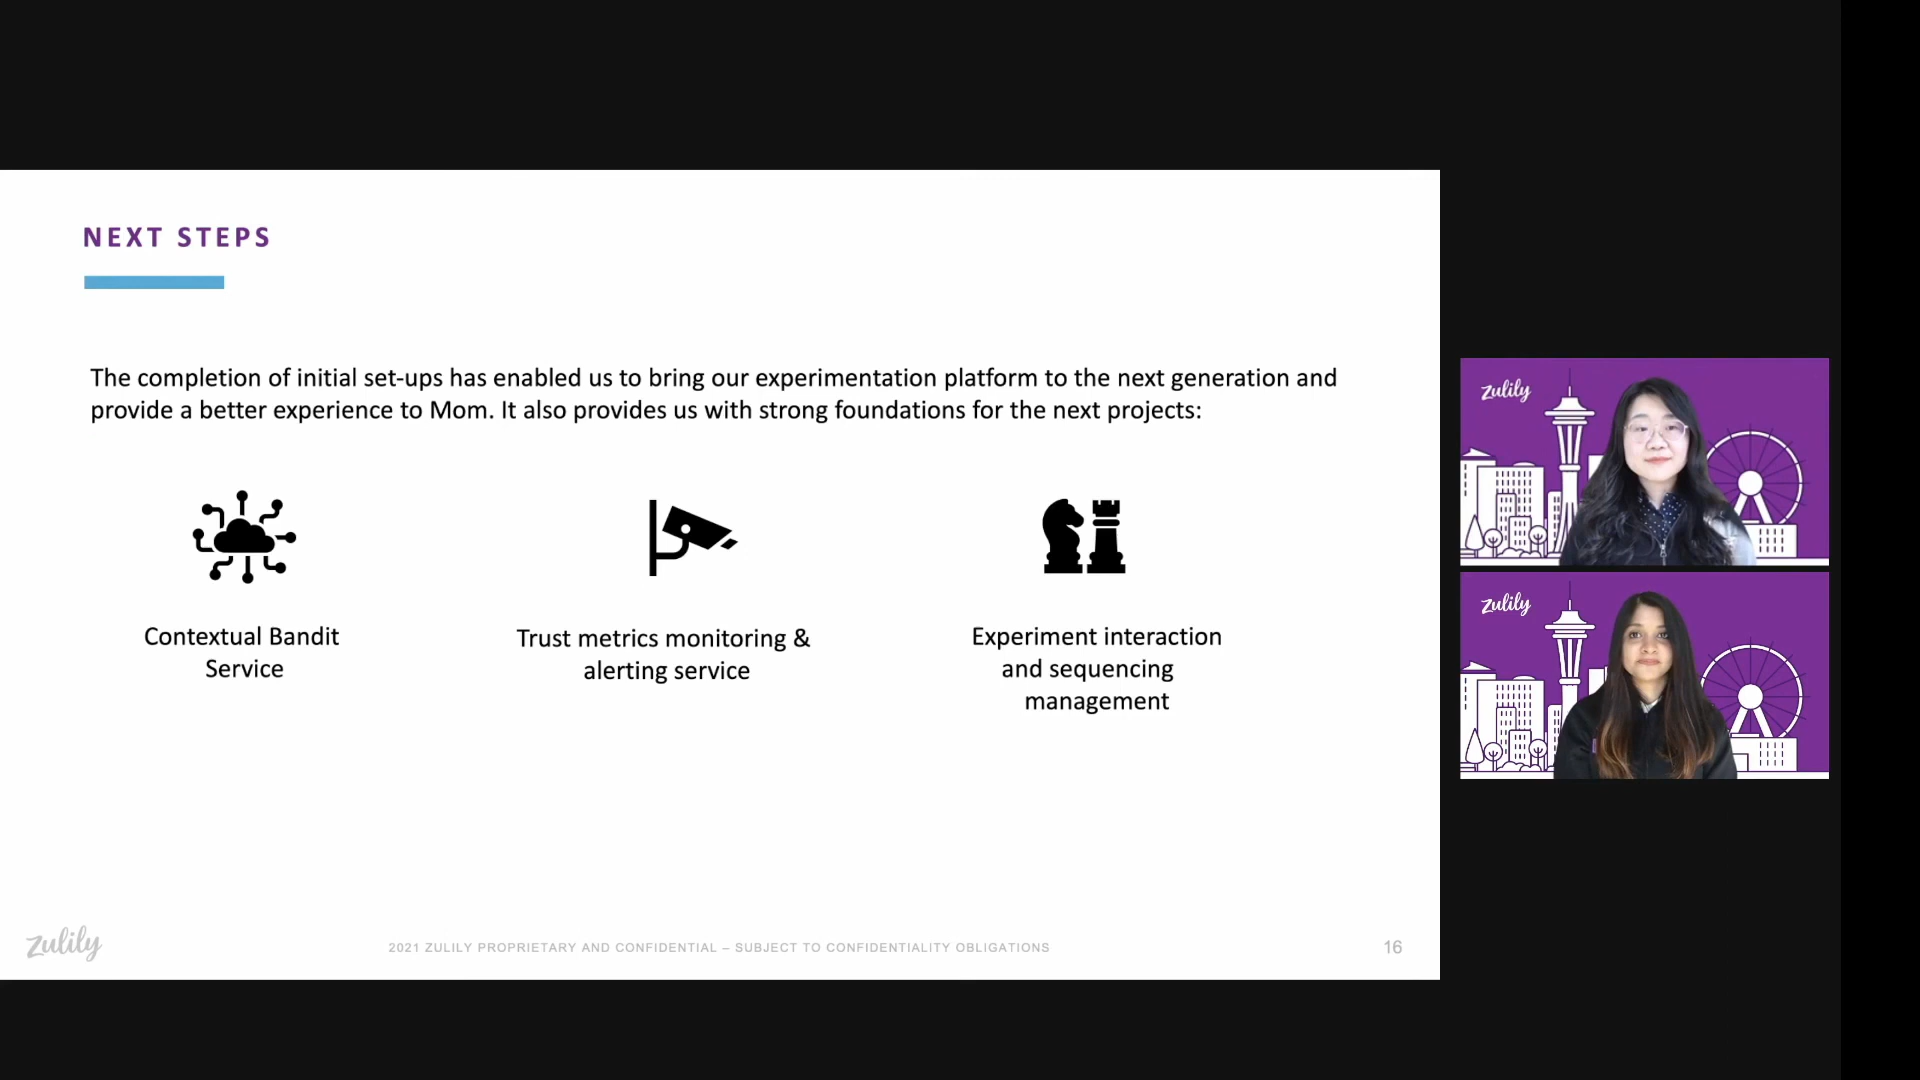 NEXT STEPS
The completion of initial set-ups has enabled us to bring our experimentation platform to the next generation and
provide a better experience to Mom. It also provides us with strong foundations for the next projects:
Contextual Bandit
Service
Trust metrics monitoring &
alerting service
Experiment interaction
and sequencing
management
zulily
2021 ZULILY PROPRIETARY AND CONFIDENTIAL – SUBJECT TO CONFIDENTIALITY OBLIGATIONS
16
zulily
zulily